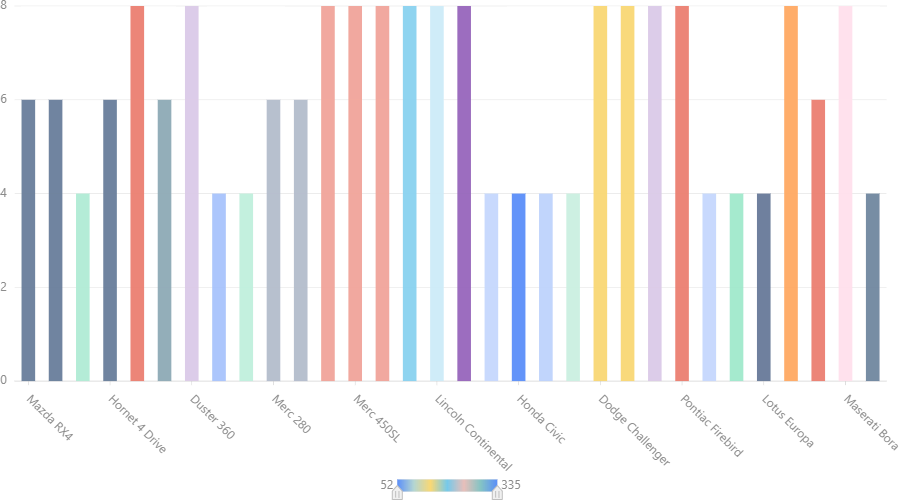 8
6
4
2
0
Mazda RX4
Hornet 4 Drive
Duster 360
Merc 280
Merc 450SL
Lincoln Continental
Honda Civic
Dodge Challenger
Pontiac Firebird
Lotus Europa
Maserati Bora
52 335